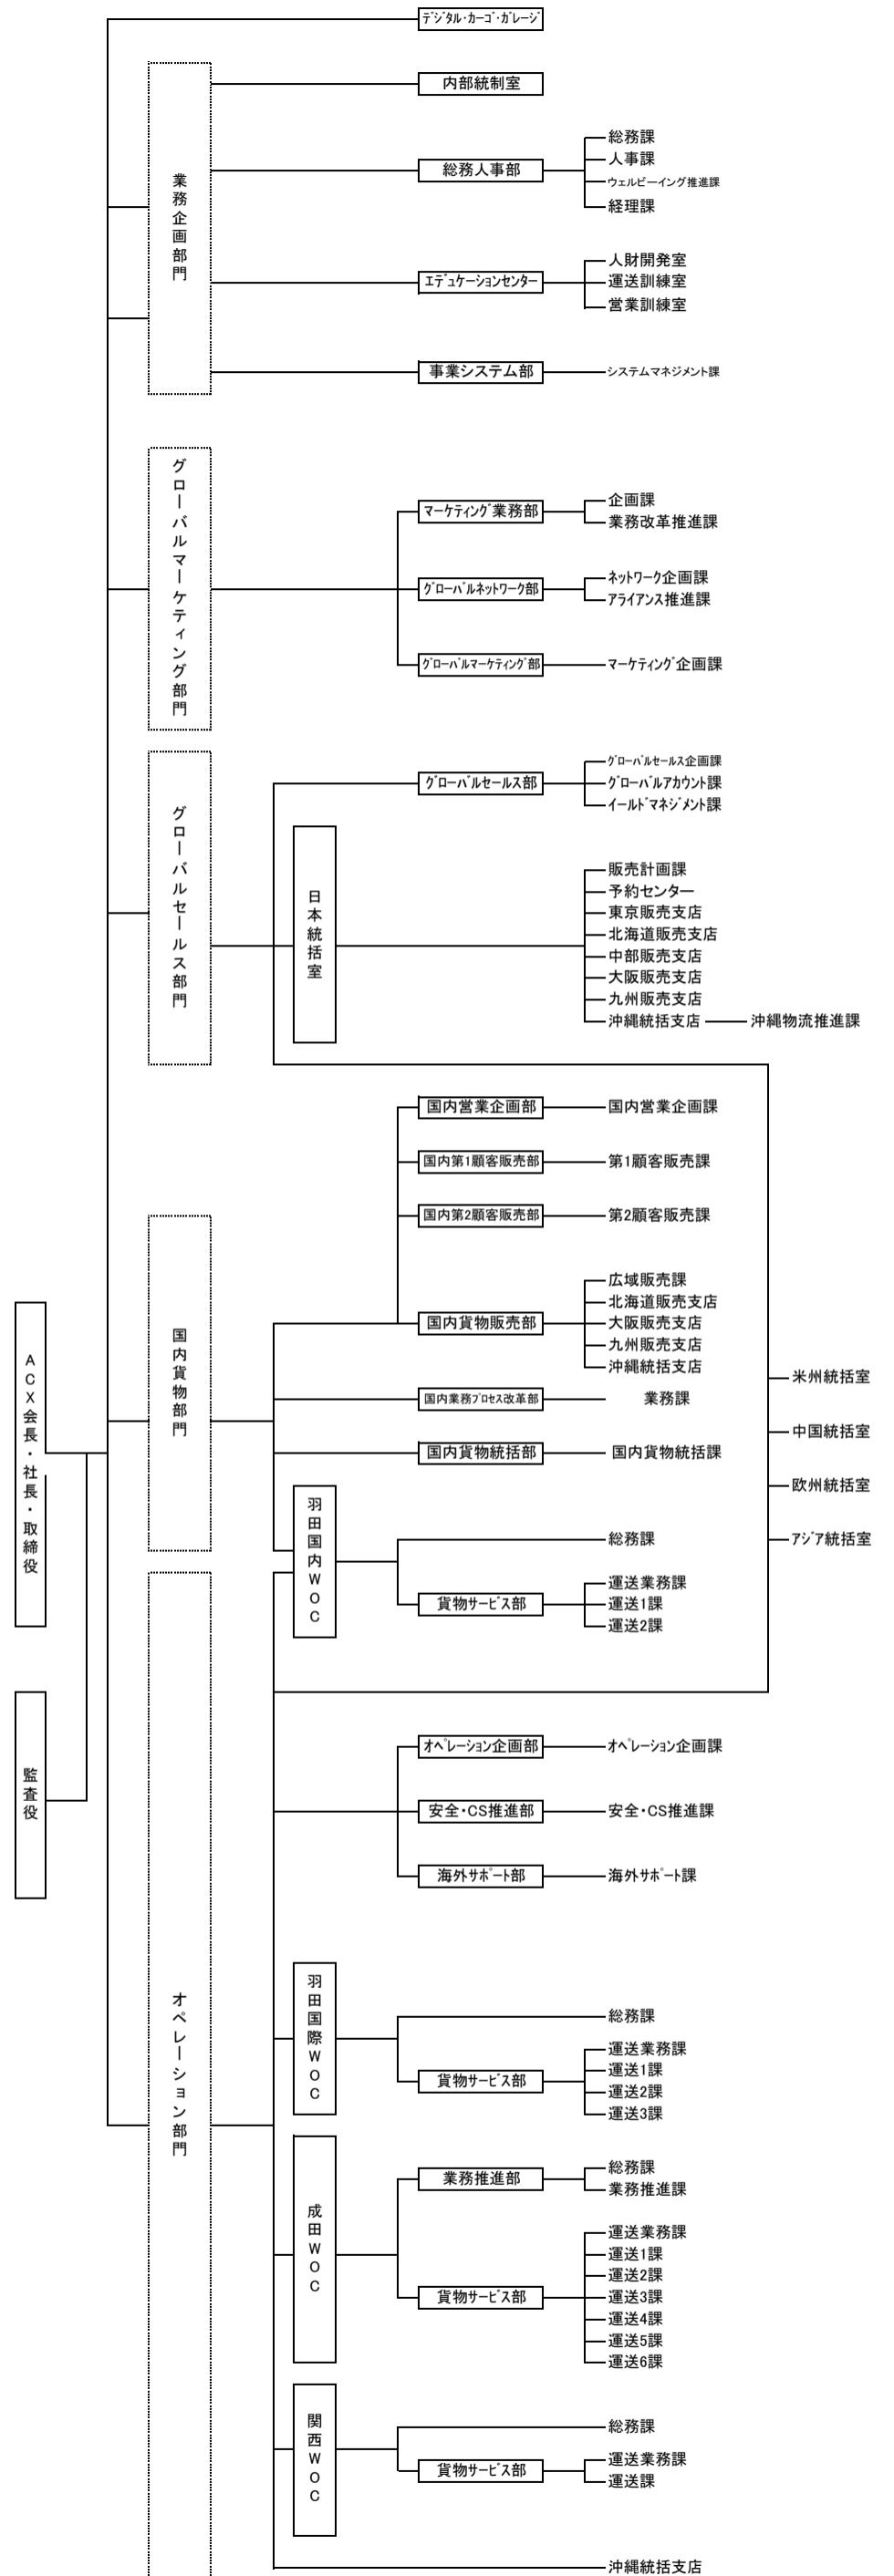 デジタル・カーゴ・ガレージ
業務企画部門
内部統制室
総務人事部
総務課
人事課
ウェルビーイング推進課
経理課
エデュケーションセンター
人財開発室
運送訓練室
営業訓練室
事業システム部
システムマネジメント課
グローバルマーケティング部門
マーケティング業務部
企画課
業務改革推進課
グローバルネットワーク部
ネットワーク企画課
アライアンス推進課
グローバルマーケティング部
マーケティング企画課
グローバルセールス部門
グローバルセールス部
グローバルセールス企画課
グローバルアカウント課
イールドマネジメント課
日本統括室
販売計画課
予約センター
東京販売支店
北海道販売支店
中部販売支店
大阪販売支店
九州販売支店
沖縄統括支店
沖縄物流推進課
米州統括室
中国統括室
欧州統括室
アジア統括室
ACX会長・社長・取締役
監査役
国内貨物部門
国内営業企画部
国内営業企画課
国内第1顧客販売部
第1顧客販売課
国内第2顧客販売部
第2顧客販売課
国内貨物販売部
広域販売課
北海道販売支店
大阪販売支店
九州販売支店
沖縄統括支店
国内業務プロセス改革部
業務課
国内貨物統括部
国内貨物統括課
羽田国内WOC
総務課
貨物サービス部
運送業務課
運送1課
運送2課
オペレーション部門
オペレーション企画部
オペレーション企画課
安全・CS推進部
安全・CS推進課
海外サポート部
海外サポート課
羽田国際WOC
総務課
貨物サービス部
運送業務課
運送1課
運送2課
運送3課
成田WOC
業務推進部
総務課
業務推進課
貨物サービス部
運送業務課
運送1課
運送2課
運送3課
運送4課
運送5課
運送6課
関西WOC
総務課
貨物サービス部
運送業務課
運送課
沖縄統括支店